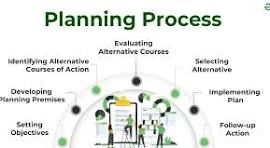 Planning Process
Evaluating
Alternative Courses
Identifying Alternative
Courses of Action
Selecting
Alternative
Developing
Planning Premises
Implementing
Plan
Setting
Objectives
Follow-up
Action